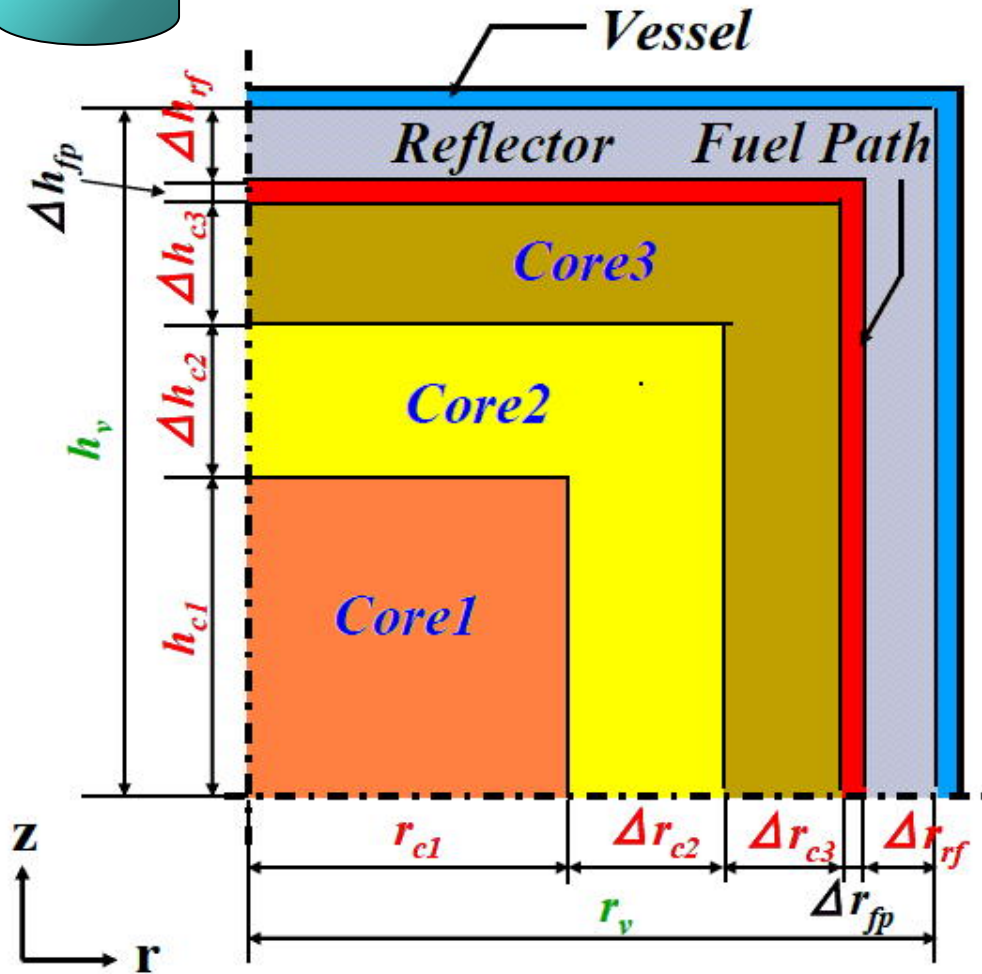 Vessel
Reflector
Fuel Path
Core3
Core2
Core1
Δh_rf
Δh_fp
Δh_c3
Δh_c2
h_v
h_c1
z
r
r_c1
Δr_c2
Δr_c3
Δr_rf
Δr_fp
r_v